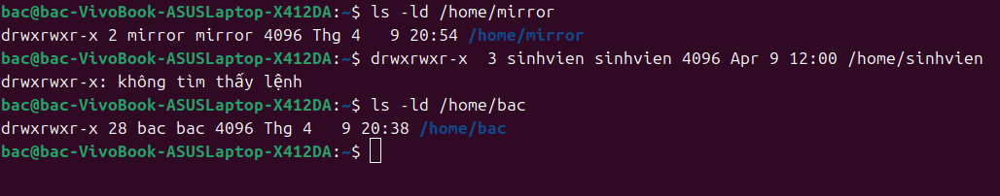 bac@bac-VivoBook-ASUSLaptop-X412DA:~$ ls -ld /home/mirror
drwxrwxr-x 2 mirror mirror 4096 Thg 4   9 20:54 /home/mirror
bac@bac-VivoBook-ASUSLaptop-X412DA:~$ drwxrwxr-x  3 sinhvien sinhvien 4096 Apr 9 12:00 /home/sinhvien
drwxrwxr-x: không tìm thấy lệnh
bac@bac-VivoBook-ASUSLaptop-X412DA:~$ ls -ld /home/bac
drwxrwxr-x 28 bac bac 4096 Thg 4   9 20:38 /home/bac
bac@bac-VivoBook-ASUSLaptop-X412DA:~$